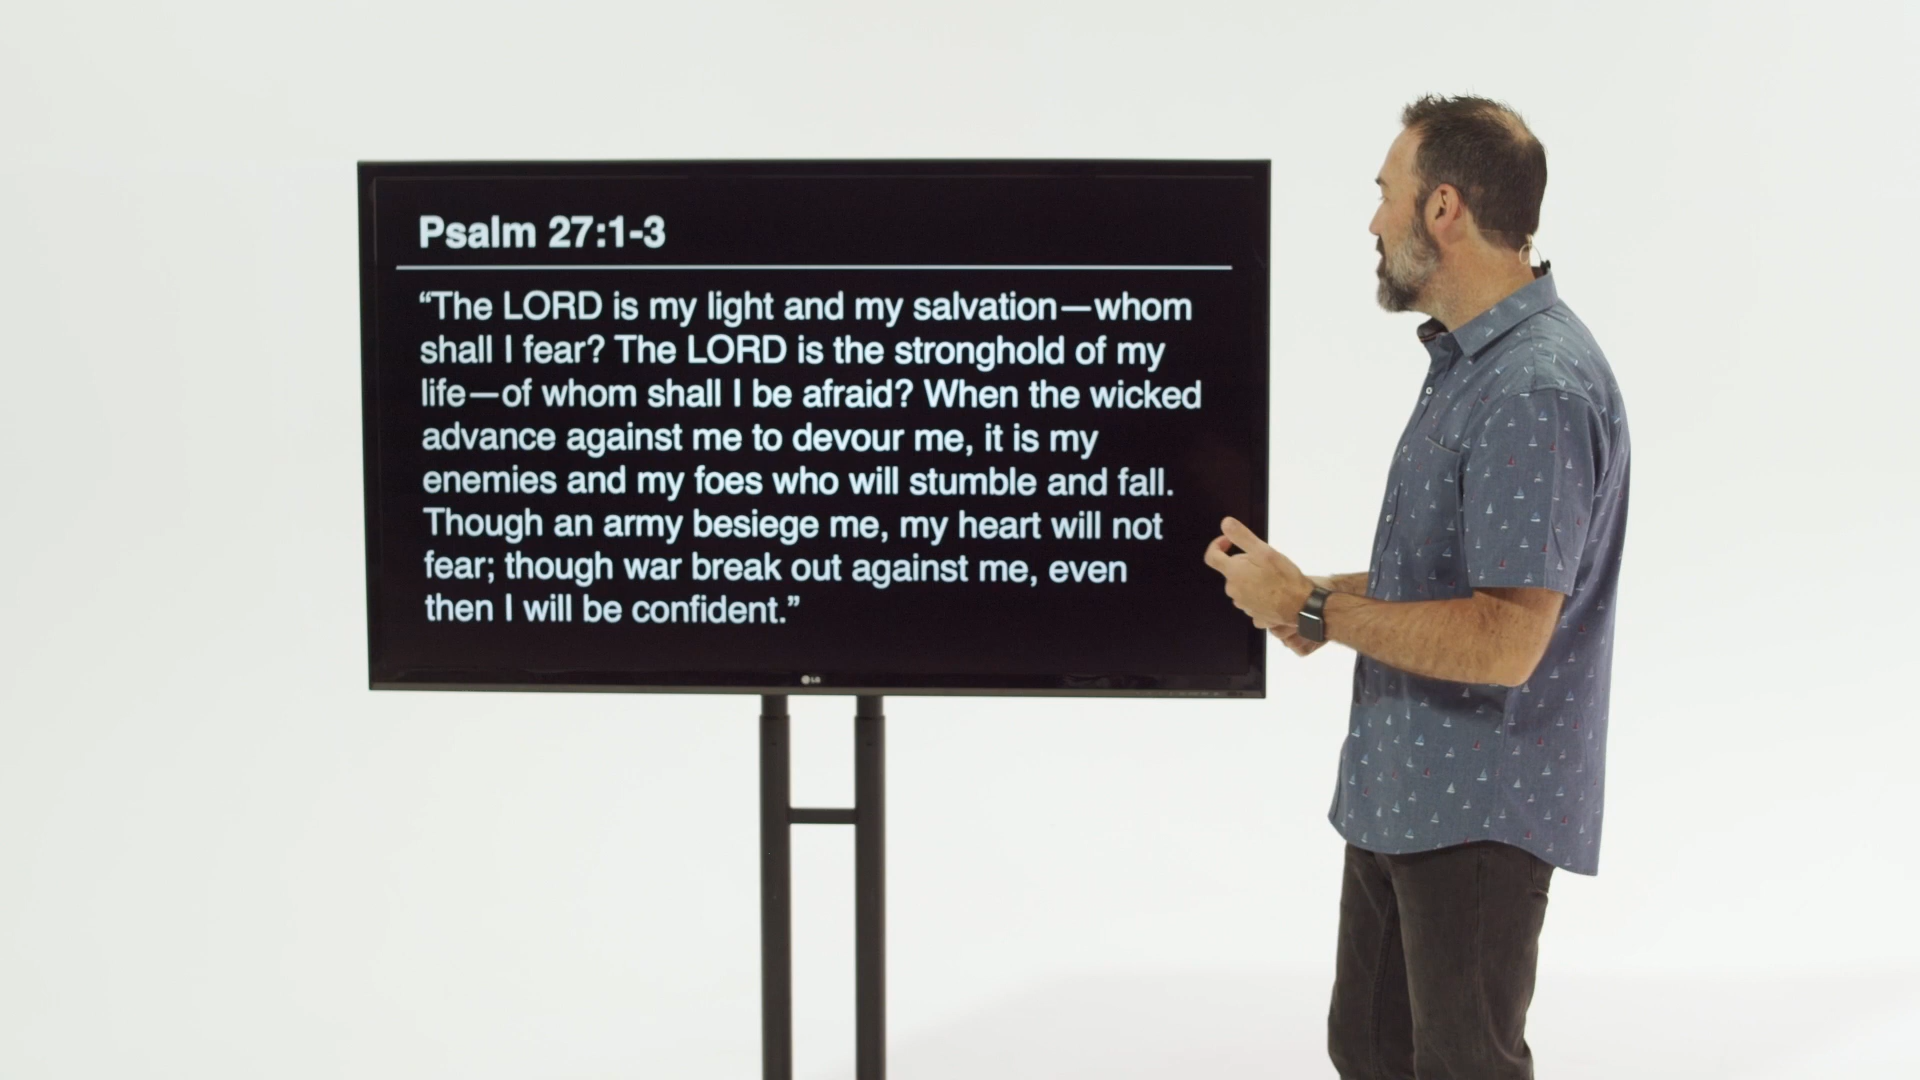 Psalm 27:1-3
“The LORD is my light and my salvation—whom
shall I fear? The LORD is the stronghold of my
life—of whom shall I be afraid? When the wicked
advance against me to devour me, it is my
enemies and my foes who will stumble and fall.
Though an army besiege me, my heart will not
fear; though war break out against me, even
then I will be confident.”
LG